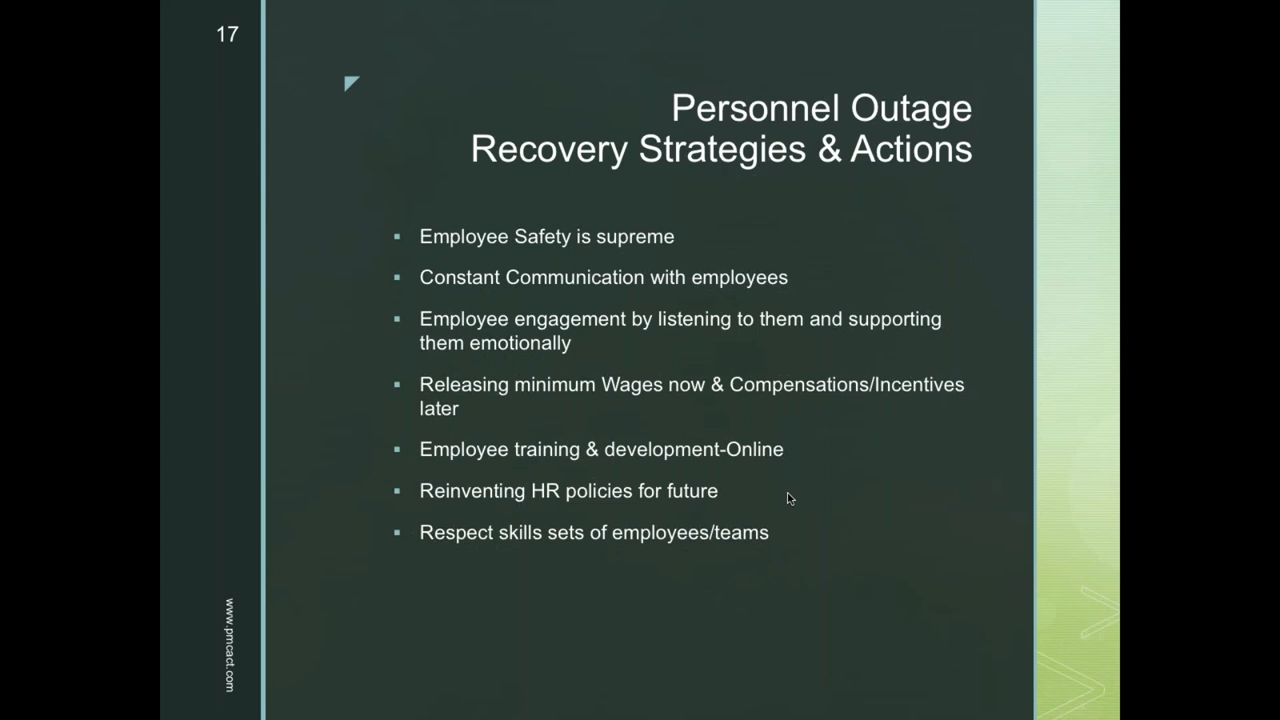 17
Personnel Outage
Recovery Strategies & Actions
Employee Safety is supreme
Constant Communication with employees
Employee engagement by listening to them and supporting
them emotionally
Releasing minimum Wages now & Compensations/Incentives
later
Employee training & development-Online
Reinventing HR policies for future
Respect skills sets of employees/teams
www.pmcact.com